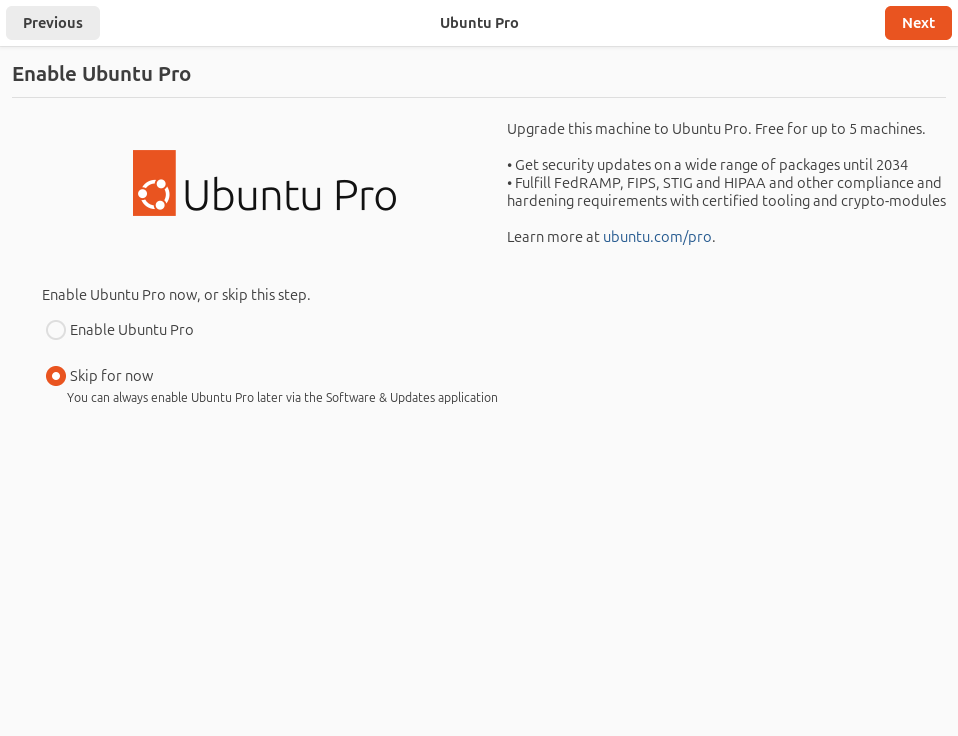 Previous
Ubuntu Pro
Next
Enable Ubuntu Pro
Ubuntu Pro
Upgrade this machine to Ubuntu Pro. Free for up to 5 machines.
• Get security updates on a wide range of packages until 2034
• Fulfill FedRAMP, FIPS, STIG and HIPAA and other compliance and
hardening requirements with certified tooling and crypto-modules
Learn more at ubuntu.com/pro.
Enable Ubuntu Pro now, or skip this step.
Enable Ubuntu Pro
Skip for now
You can always enable Ubuntu Pro later via the Software & Updates application